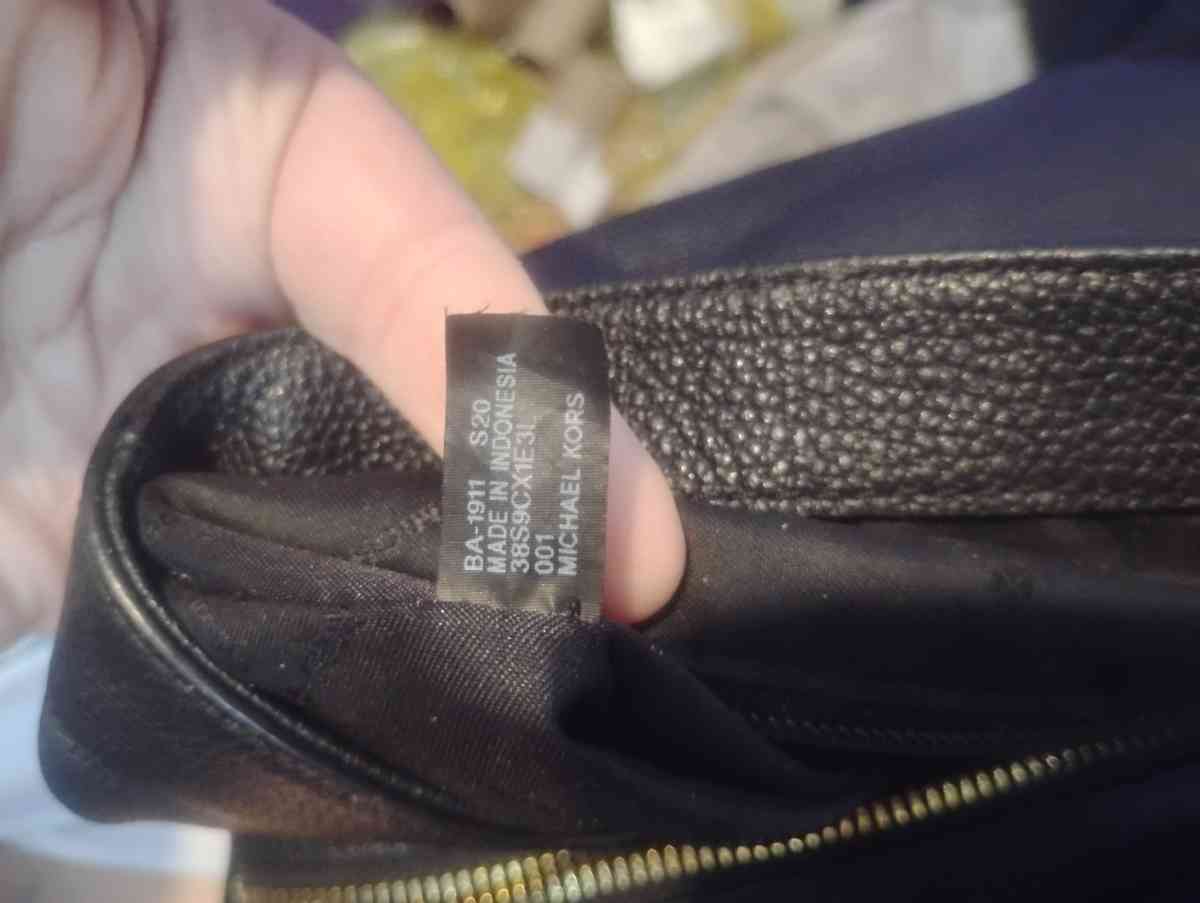 BA-1911 S20
MADE IN INDONESIA
38S9CX1E3L
001
MICHAEL KORS